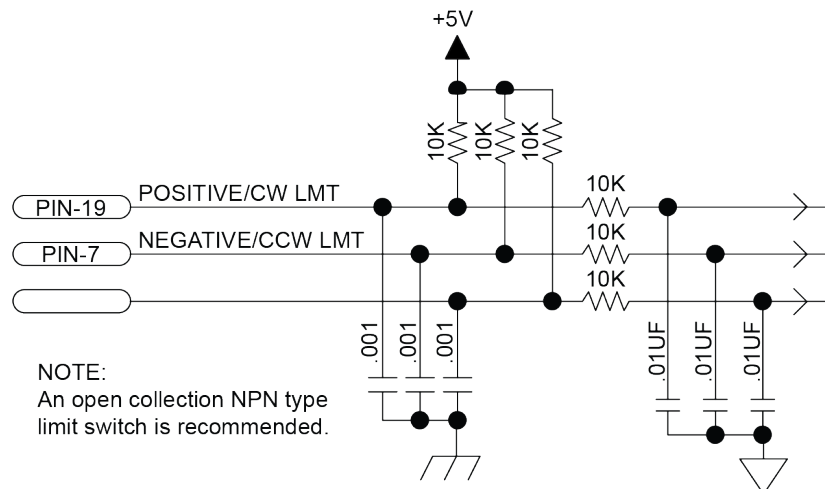 +5V
10K
10K
10K
POSITIVE/CW LMT
10K
PIN-19
NEGATIVE/CCW LMT
10K
PIN-7
10K
.001
.001
.001
.01UF
.01UF
.01UF
NOTE:
An open collection NPN type
limit switch is recommended.